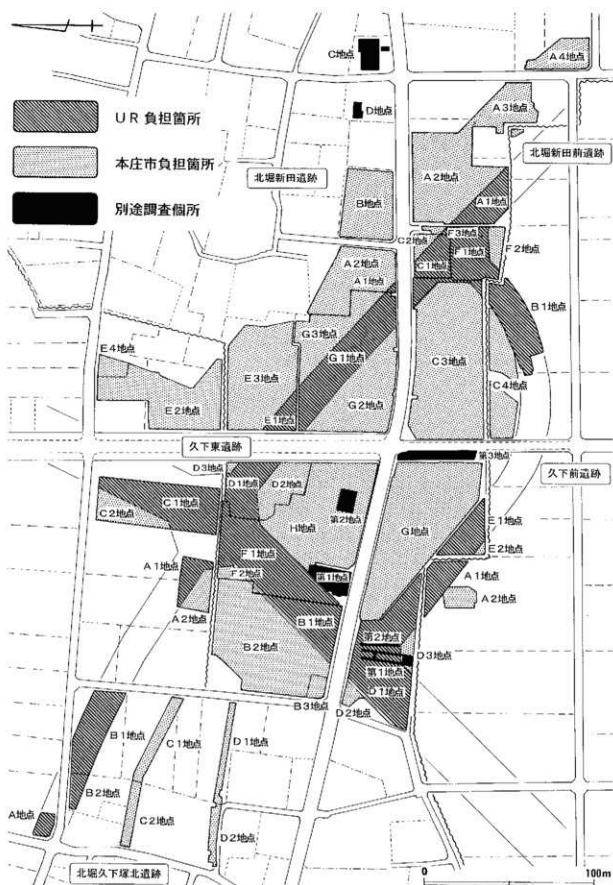 C地点
A4地点
UR負担箇所
A3地点
D地点
本庄市負担箇所
北堀新田前遺跡
北堀新田遺跡
A2地点
A1地点
別途調査個所
B地点
C2地点
F3地点
F1地点
F2地点
A2地点
C1地点
A1地点
B1地点
G3地点
E4地点
E3地点
G1地点
C3地点
C4地点
E2地点
G2地点
E1地点
久下東遺跡
D3地点
第3地点
久下前遺跡
D1地点
D2地点
C1地点
C2地点
第2地点
G地点
H地点
E1地点
F1地点
E2地点
A1地点
F2地点
第1地点
A1地点
A2地点
A2地点
B1地点
第2地点
B2地点
D3地点
第1地点
D1地点
B3地点
D2地点
B1地点
C1地点
D1地点
B2地点
A地点
C2地点
D2地点
北堀久下塚北遺跡
0
100m